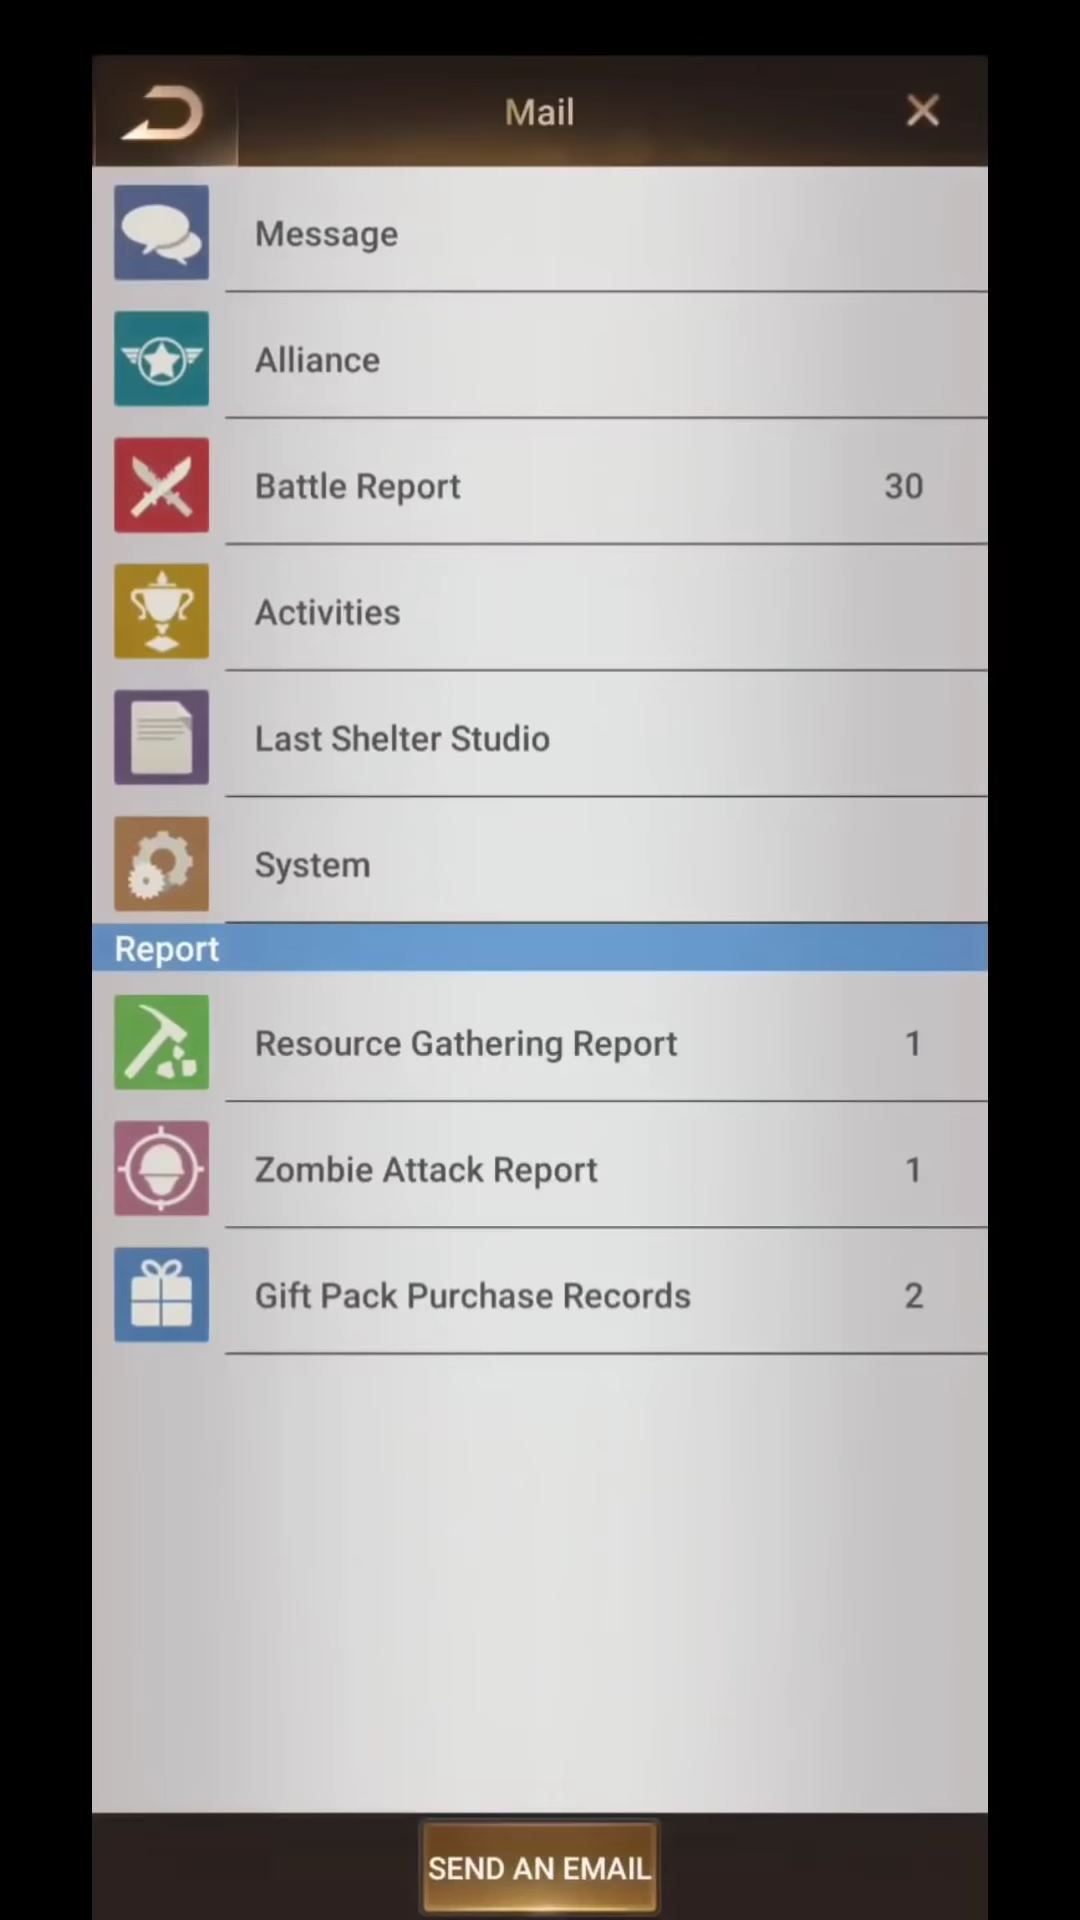 Mail
Message
Alliance
Battle Report 30
Activities
Last Shelter Studio
System
Report
Resource Gathering Report 1
Zombie Attack Report 1
Gift Pack Purchase Records 2
SEND AN EMAIL